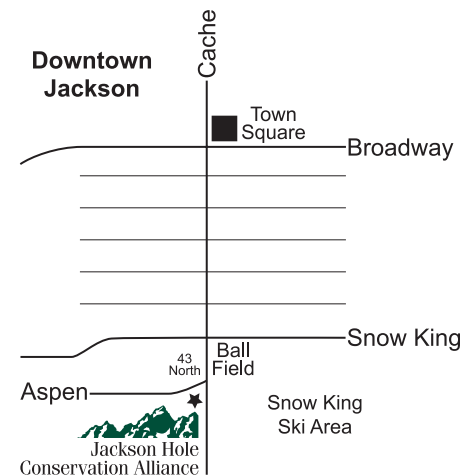 Cache
Downtown
Jackson
Town
Square
Broadway
Snow King
43
North
Ball
Field
Aspen
Snow King
Ski Area
Jackson Hole
Conservation Alliance